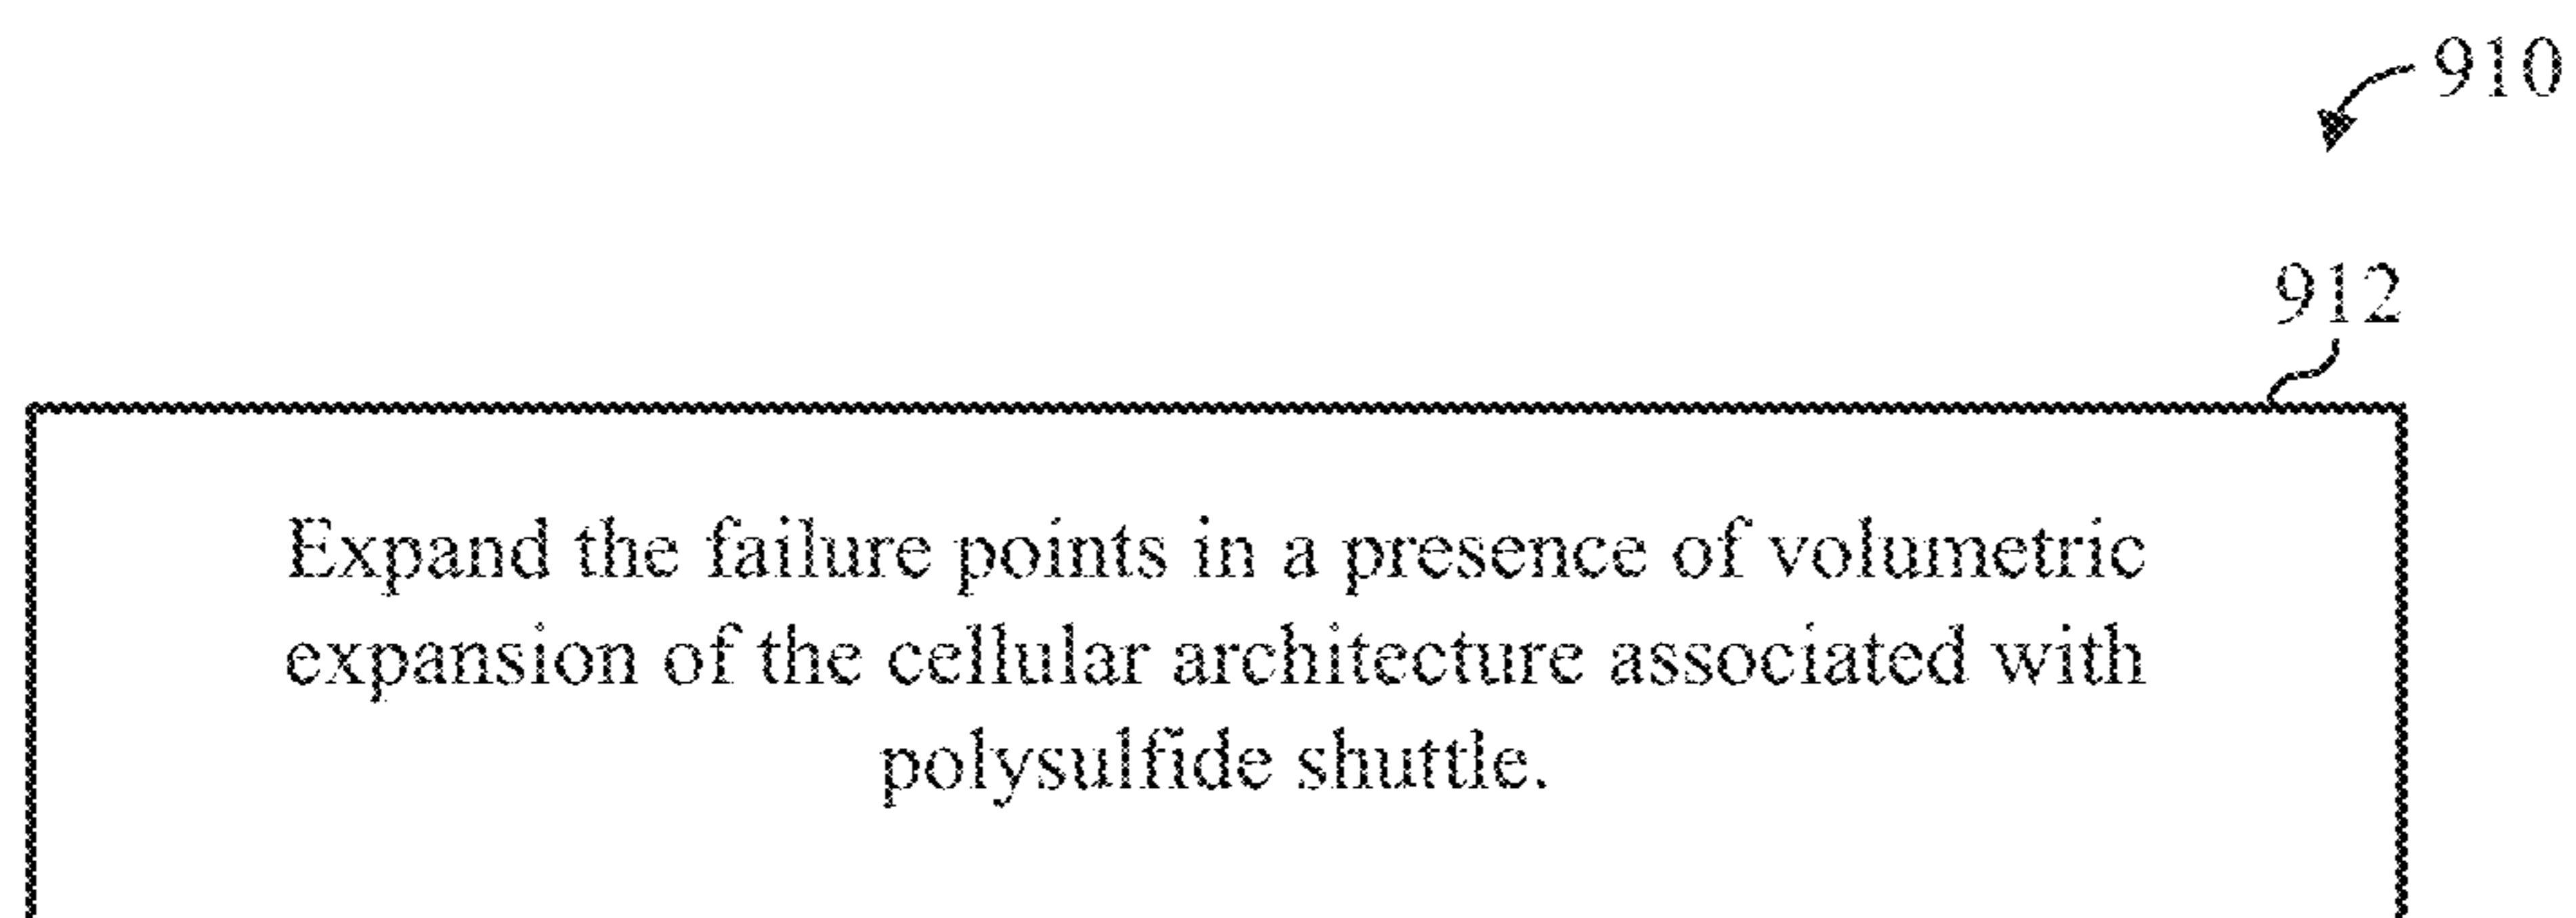 910
912
Expand the failure points in a presence of volumetric
expansion of the cellular architecture associated with
polysulfide shuttle.